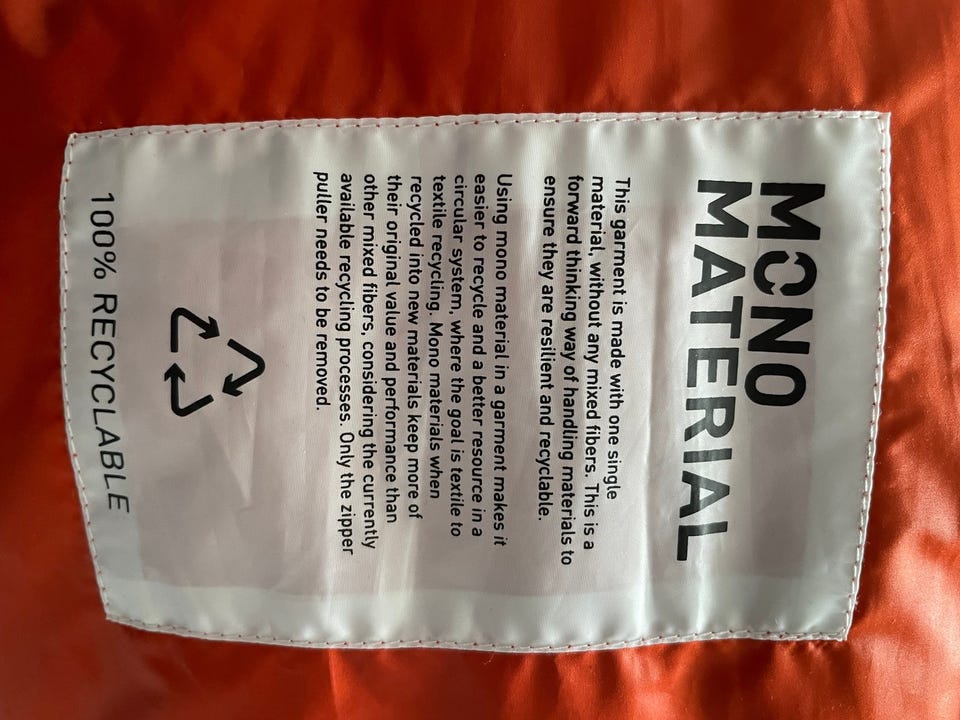 MONO
MATERIAL
This garment is made with one single
material, without any mixed fibers. This is a
forward thinking way of handling materials to
ensure they are resilient and recyclable.
Using mono material in a garment makes it
easier to recycle and a better resource in a
circular system, where the goal is textile to
textile recycling. Mono materials when
recycled into new materials keep more of
their original value and performance than
other mixed fibers, considering the currently
available recycling processes. Only the zipper
puller needs to be removed.
100% RECYCLABLE